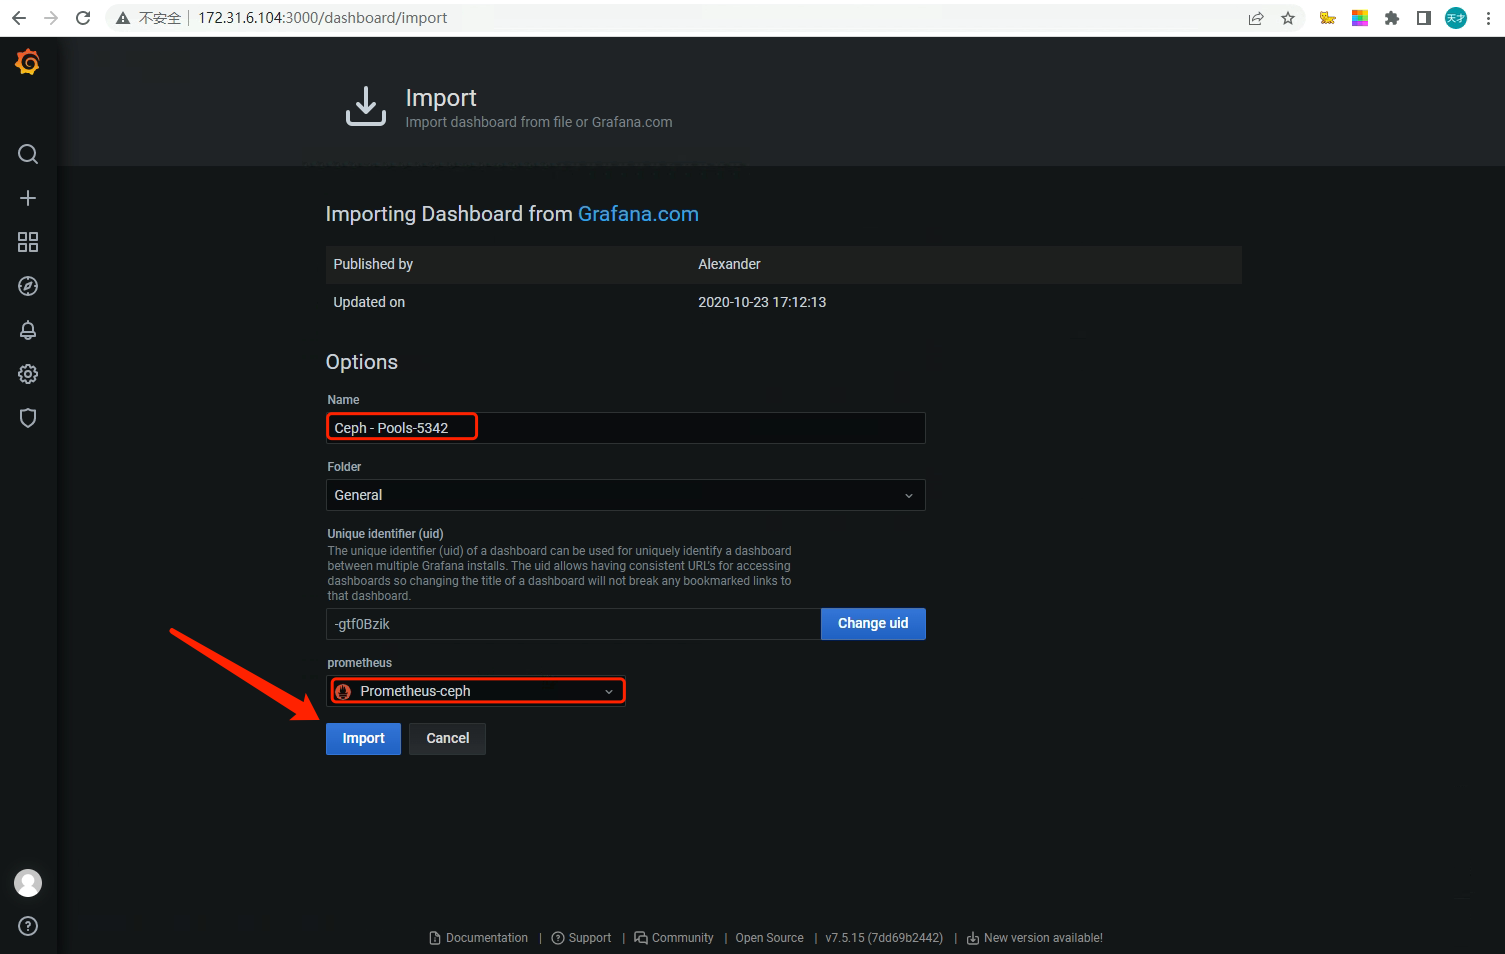 不安全 172.31.6.104:3000/dashboard/import
天才
Import
Import dashboard from file or Grafana.com
Importing Dashboard from Grafana.com
Published by Alexander
Updated on 2020-10-23 17:12:13
Options
Name
Ceph - Pools-5342
Folder
General
Unique identifier (uid)
The unique identifier (uid) of a dashboard can be used for uniquely identify a dashboard
between multiple Grafana installs. The uid allows having consistent URL's for accessing
dashboards so changing the title of a dashboard will not break any bookmarked links to
that dashboard.
-gtf0Bzik Change uid
prometheus
Prometheus-ceph
Import Cancel
Documentation | Support | Community | Open Source | v7.5.15 (7dd69b2442) | New version available!